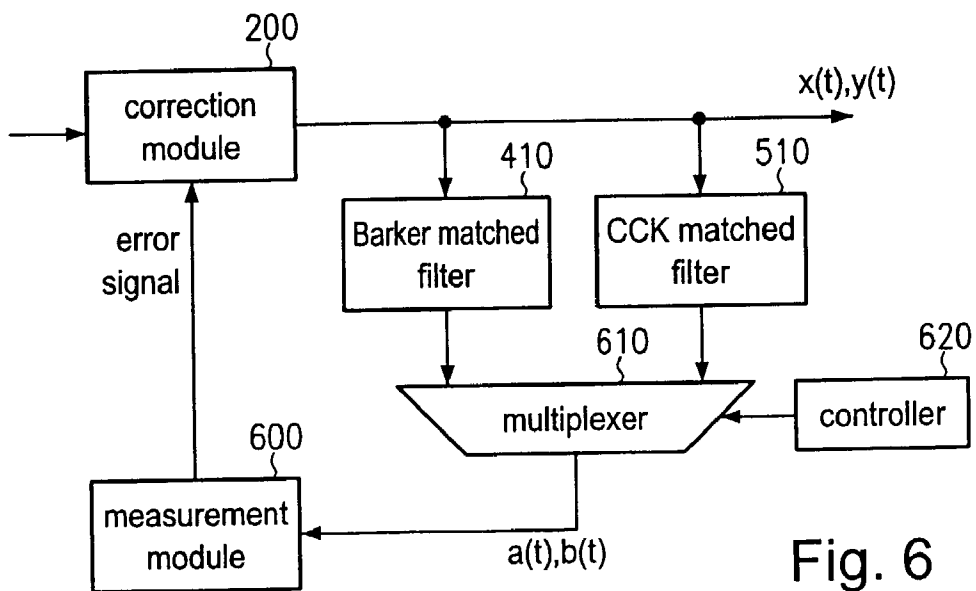 200
correction
module
x(t),y(t)
410
510
Barker matched
filter
CCK matched
filter
error
signal
610
620
multiplexer
controller
600
measurement
module
a(t),b(t)
Fig. 6